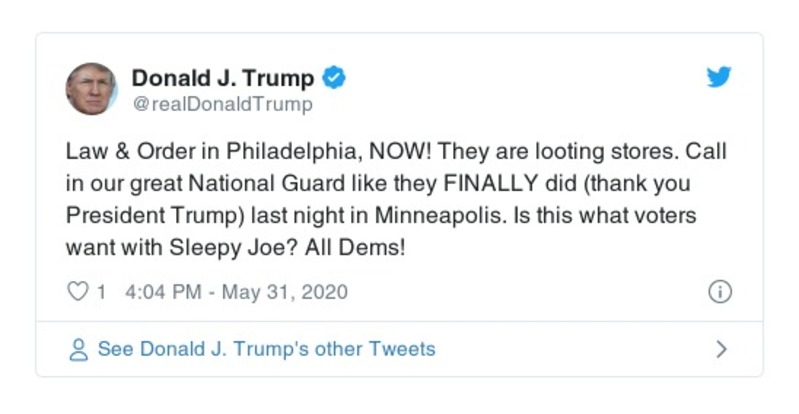 Donald J. Trump
@realDonaldTrump
Law & Order in Philadelphia, NOW! They are looting stores. Call
in our great National Guard like they FINALLY did (thank you
President Trump) last night in Minneapolis. Is this what voters
want with Sleepy Joe? All Dems!
1 4:04 PM - May 31, 2020
See Donald J. Trump's other Tweets